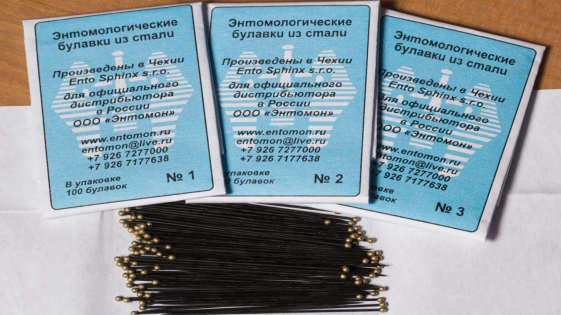 Энтомологические
булавки из стали
Произведены в Чехии
Ento Sphinx s.r.o.
для официального
дистрибьютора
в России
ООО «Энтомон»
www.entomon.ru
entomon@live.ru
+7 926 7277000
+7 926 7177638
В упаковке
100 булавок
№ 1
Энтомологические
булавки из стали
Произведены в Чехии
Ento Sphinx s.r.o.
для официального
дистрибьютора
в России
ООО «Энтомон»
www.entomon.ru
entomon@live.ru
+7 926 7277000
+7 926 7177638
В упаковке
100 булавок
№ 2
Энтомологические
булавки из стали
Произведены в Чехии
Ento Sphinx s.r.o.
для официального
дистрибьютора
в России
ООО «Энтомон»
www.entomon.ru
entomon@live.ru
+7 926 7277000
+7 926 7177638
В упаковке
100 булавок
№ 3